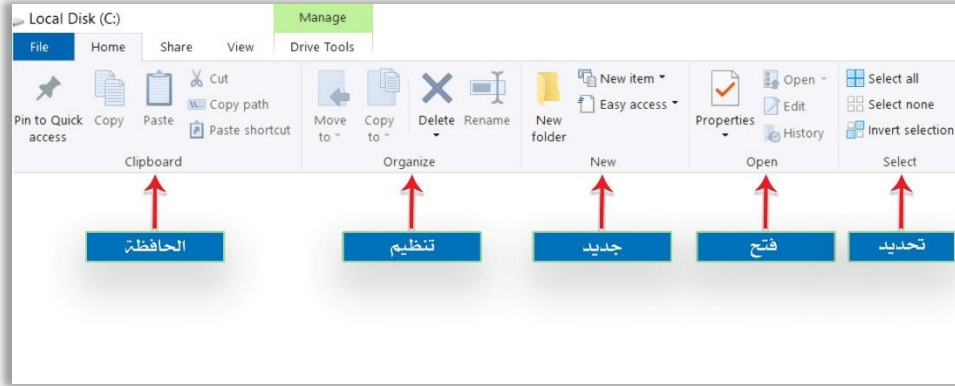 Local Disk (C:)
Manage
File Home Share View Drive Tools
Pin to Quick access
Copy
Paste
Cut
Copy path
Paste shortcut
Clipboard
Move to
Copy to
Delete
Rename
Organize
New folder
New item
Easy access
New
Properties
Open
Edit
History
Open
Select all
Select none
Invert selection
Select
الحافظة
تنظيم
جديد
فتح
تحديد